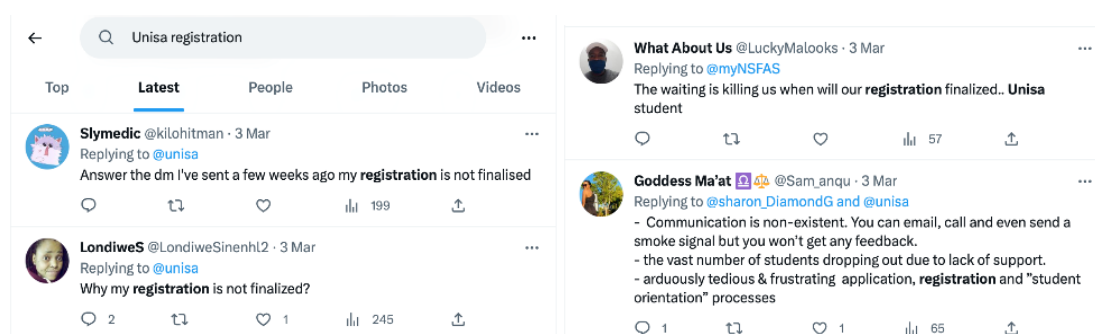 Unisa registration
Top Latest People Photos Videos
Slymedic @kilohitman · 3 Mar
Replying to @unisa
Answer the dm I've sent a few weeks ago my registration is not finalised
199
LondiweS @LondiweSinenhl2 · 3 Mar
Replying to @unisa
Why my registration is not finalized?
2 1 245
What About Us @LuckyMalooks · 3 Mar
Replying to @myNSFAS
The waiting is killing us when will our registration finalized.. Unisa
student
57
Goddess Ma'at ♎⚖️ @Sam_anqu · 3 Mar
Replying to @sharon_DiamondG and @unisa
- Communication is non-existent. You can email, call and even send a
smoke signal but you won't get any feedback.
- the vast number of students dropping out due to lack of support.
- arduously tedious & frustrating application, registration and "student
orientation" processes
1 1 65